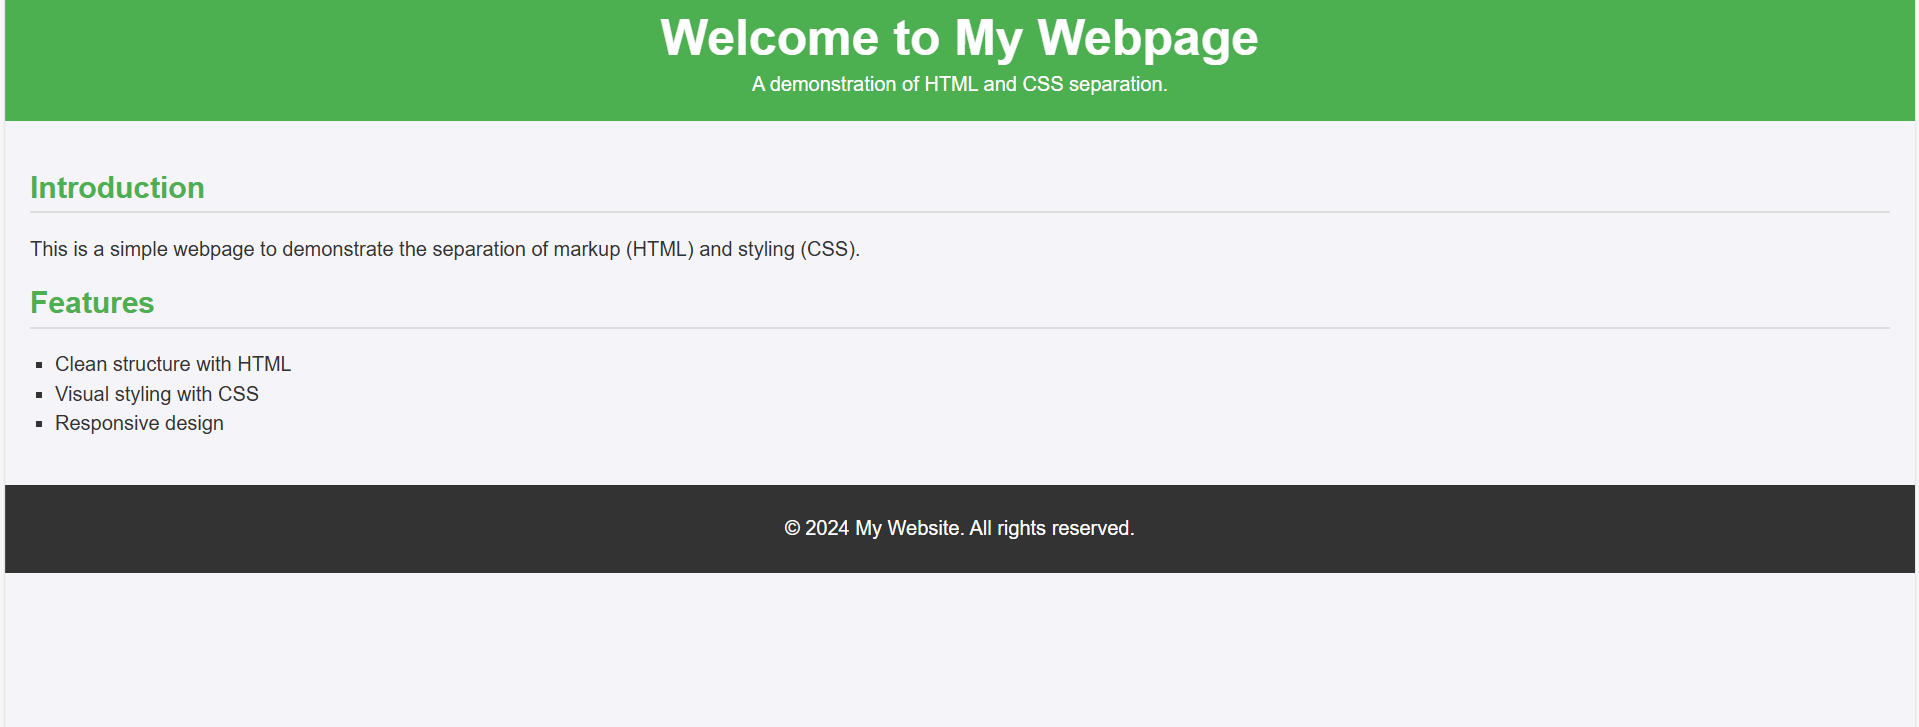 Welcome to My Webpage
A demonstration of HTML and CSS separation.
Introduction
This is a simple webpage to demonstrate the separation of markup (HTML) and styling (CSS).
Features
Clean structure with HTML
Visual styling with CSS
Responsive design
© 2024 My Website. All rights reserved.